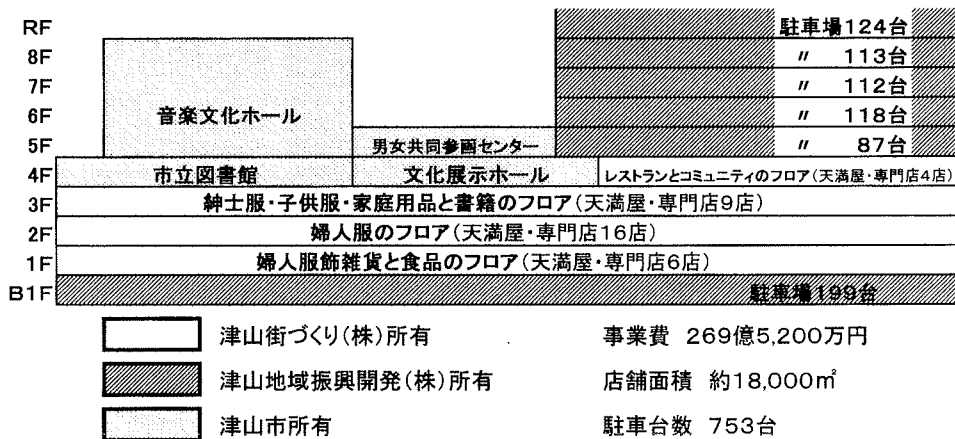 RF 駐車場124台
8F 〃 113台
7F 〃 112台
6F 音楽文化ホール 〃 118台
5F 男女共同参画センター 〃 87台
4F 市立図書館 文化展示ホール レストランとコミュニティのフロア(天満屋・専門店4店)
3F 紳士服・子供服・家庭用品と書籍のフロア(天満屋・専門店9店)
2F 婦人服のフロア(天満屋・専門店16店)
1F 婦人服飾雑貨と食品のフロア(天満屋・専門店6店)
B1F 駐車場199台
津山街づくり(株)所有 事業費 269億5,200万円
津山地域振興開発(株)所有 店舗面積 約18,000㎡
津山市所有 駐車台数 753台